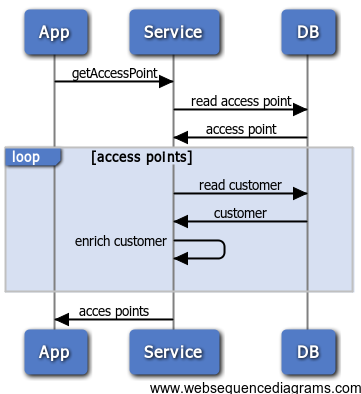 App Service DB
getAccessPoint
read access point
access point
loop [access points]
read customer
customer
enrich customer
acces points
App Service DB
www.websequencediagrams.com